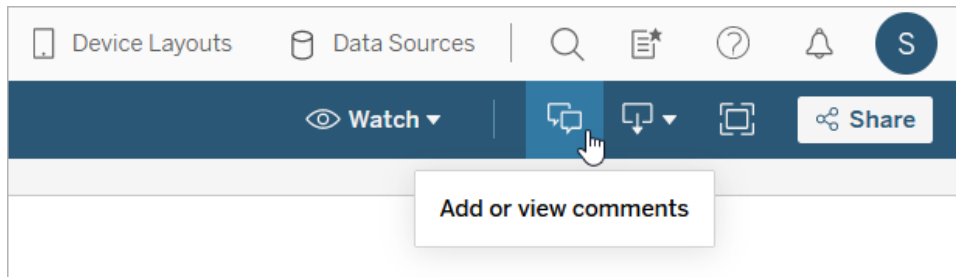 Device Layouts Data Sources S
Watch Share
Add or view comments